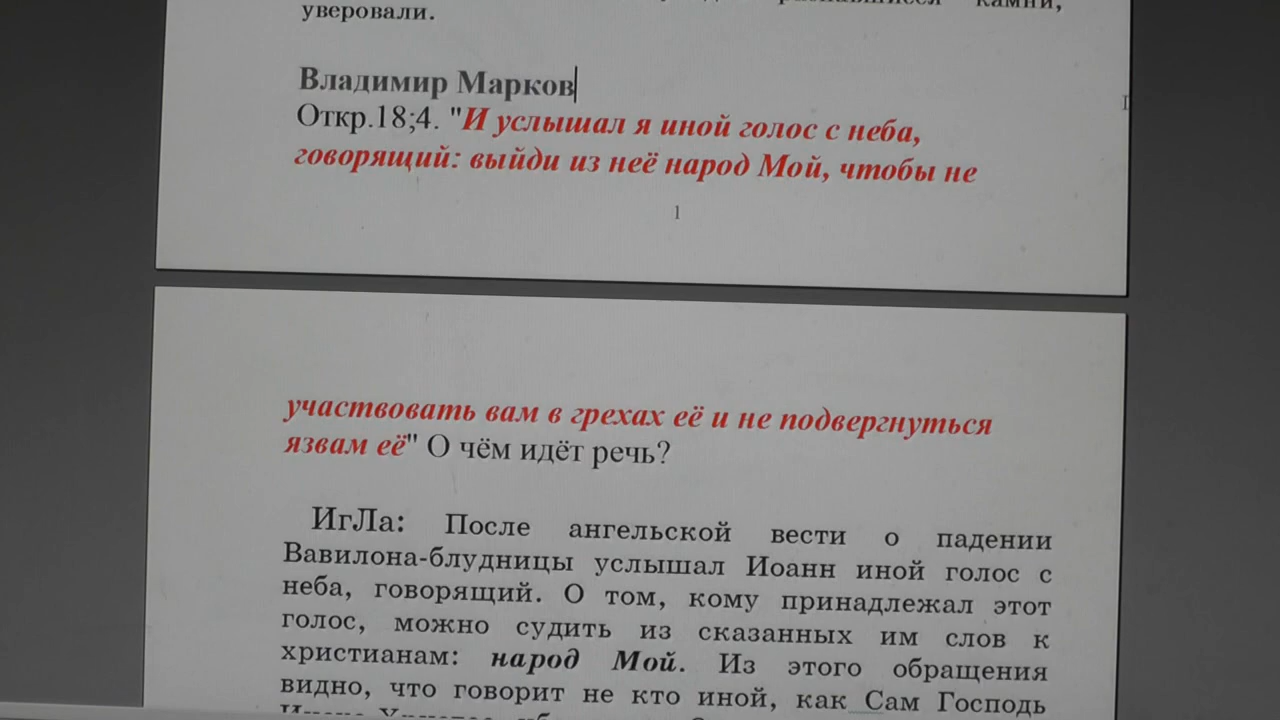 камни,
уверовали.
Владимир Марков
Откр.18;4. "И услышал я иной голос с неба,
говорящий: выйди из неё народ Мой, чтобы не
1
участвовать вам в грехах её и не подвергнуться
язвам её" О чём идёт речь?
ИгЛа: После ангельской вести о падении
Вавилона-блудницы услышал Иоанн иной голос с
неба, говорящий. О том, кому принадлежал этот
голос, можно судить из сказанных им слов к
христианам: народ Мой. Из этого обращения
видно, что говорит не кто иной, как Сам Господь